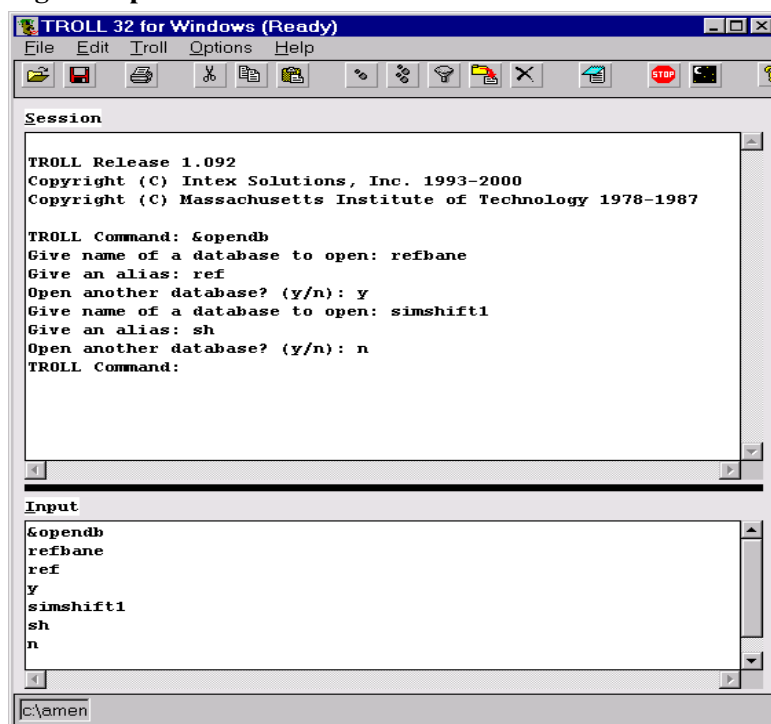 TROLL 32 for Windows (Ready)
File Edit Troll Options Help
STOP
Session
TROLL Release 1.092
Copyright (C) Intex Solutions, Inc. 1993-2000
Copyright (C) Massachusetts Institute of Technology 1978-1987
TROLL Command: &opendb
Give name of a database to open: refbane
Give an alias: ref
Open another database? (y/n): y
Give name of a database to open: simshift1
Give an alias: sh
Open another database? (y/n): n
TROLL Command:
Input
&opendb
refbane
ref
y
simshift1
sh
n
c:\amen